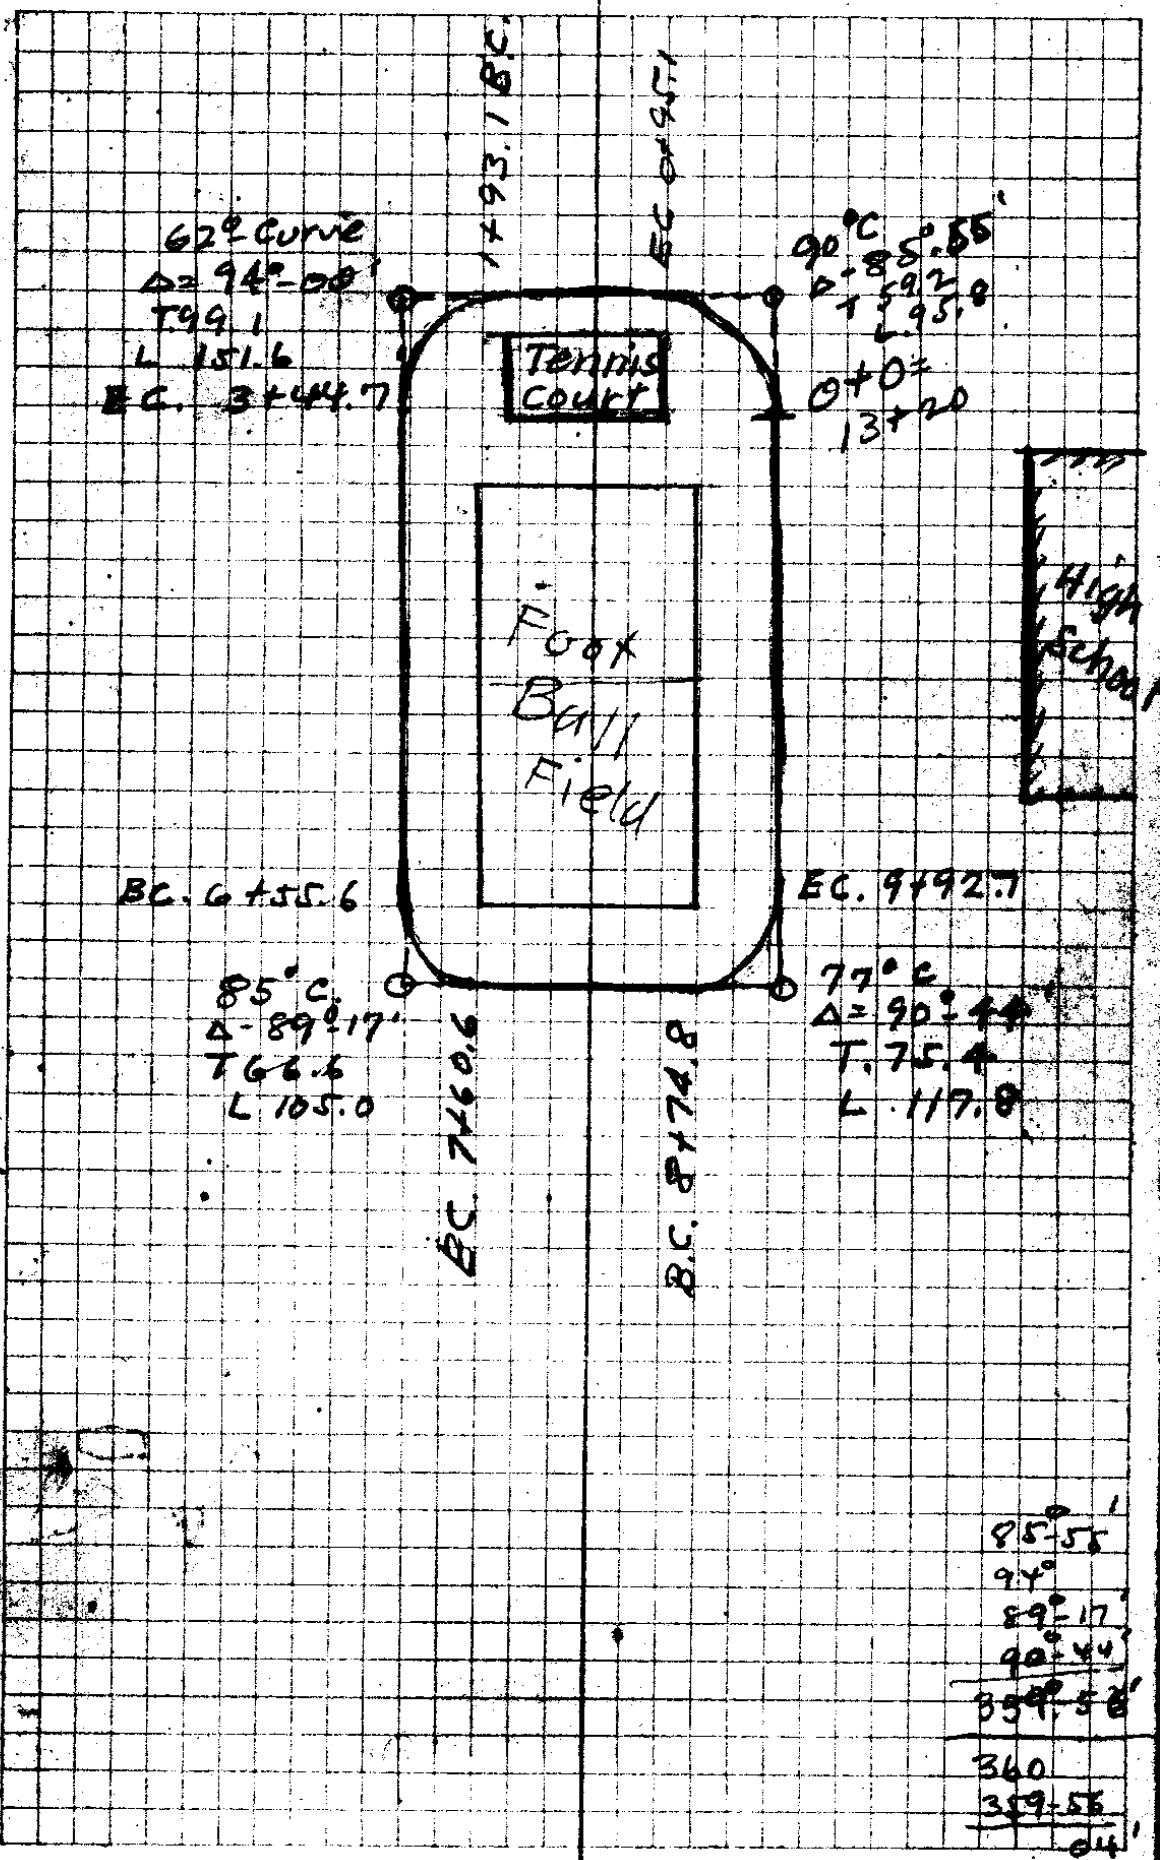 1+93.1 B.C.
EC 0+95.1
62° Curve
Δ= 94°-00'
T 99.1
L 151.6
EC. 3+44.7
90°C
Δ-85°.55'
T 59.2
L. 95.8
0+0=
13+20
Tennis
Court
High
School
Foot
Ball
Field
BC. 6+55.6
EC. 9+92.7
85° C.
Δ- 89°-17'
T 66.6
L 105.0
77° C
Δ= 90°-44'
T. 75.4
L 117.8
EC. 7+60.6
B.C. 8+74.8
85°-55'
94°
89°-17'
90°-44'
359°.56'
360
359-56
04'